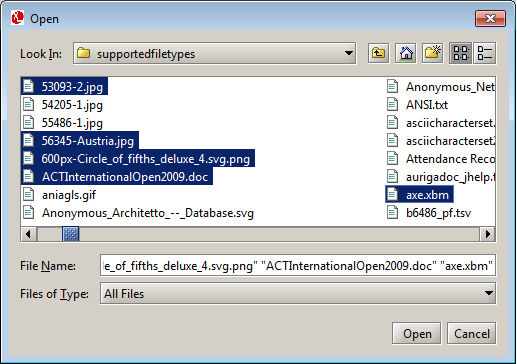 Open
Look In: supportedfiletypes
53093-2.jpg
54205-1.jpg
55486-1.jpg
56345-Austria.jpg
600px-Circle_of_fifths_deluxe_4.svg.png
ACTInternationalOpen2009.doc
aniagls.gif
Anonymous_Architetto_--_Database.svg
Anonymous_Net
ANSI.txt
asciicharacterset
asciicharacterset2
Attendance Reco
aurigadoc_jhelp.t
axe.xbm
b6486_pf.tsv
File Name: le_of_fifths_deluxe_4.svg.png" "ACTInternationalOpen2009.doc" "axe.xbm"
Files of Type: All Files
Open Cancel